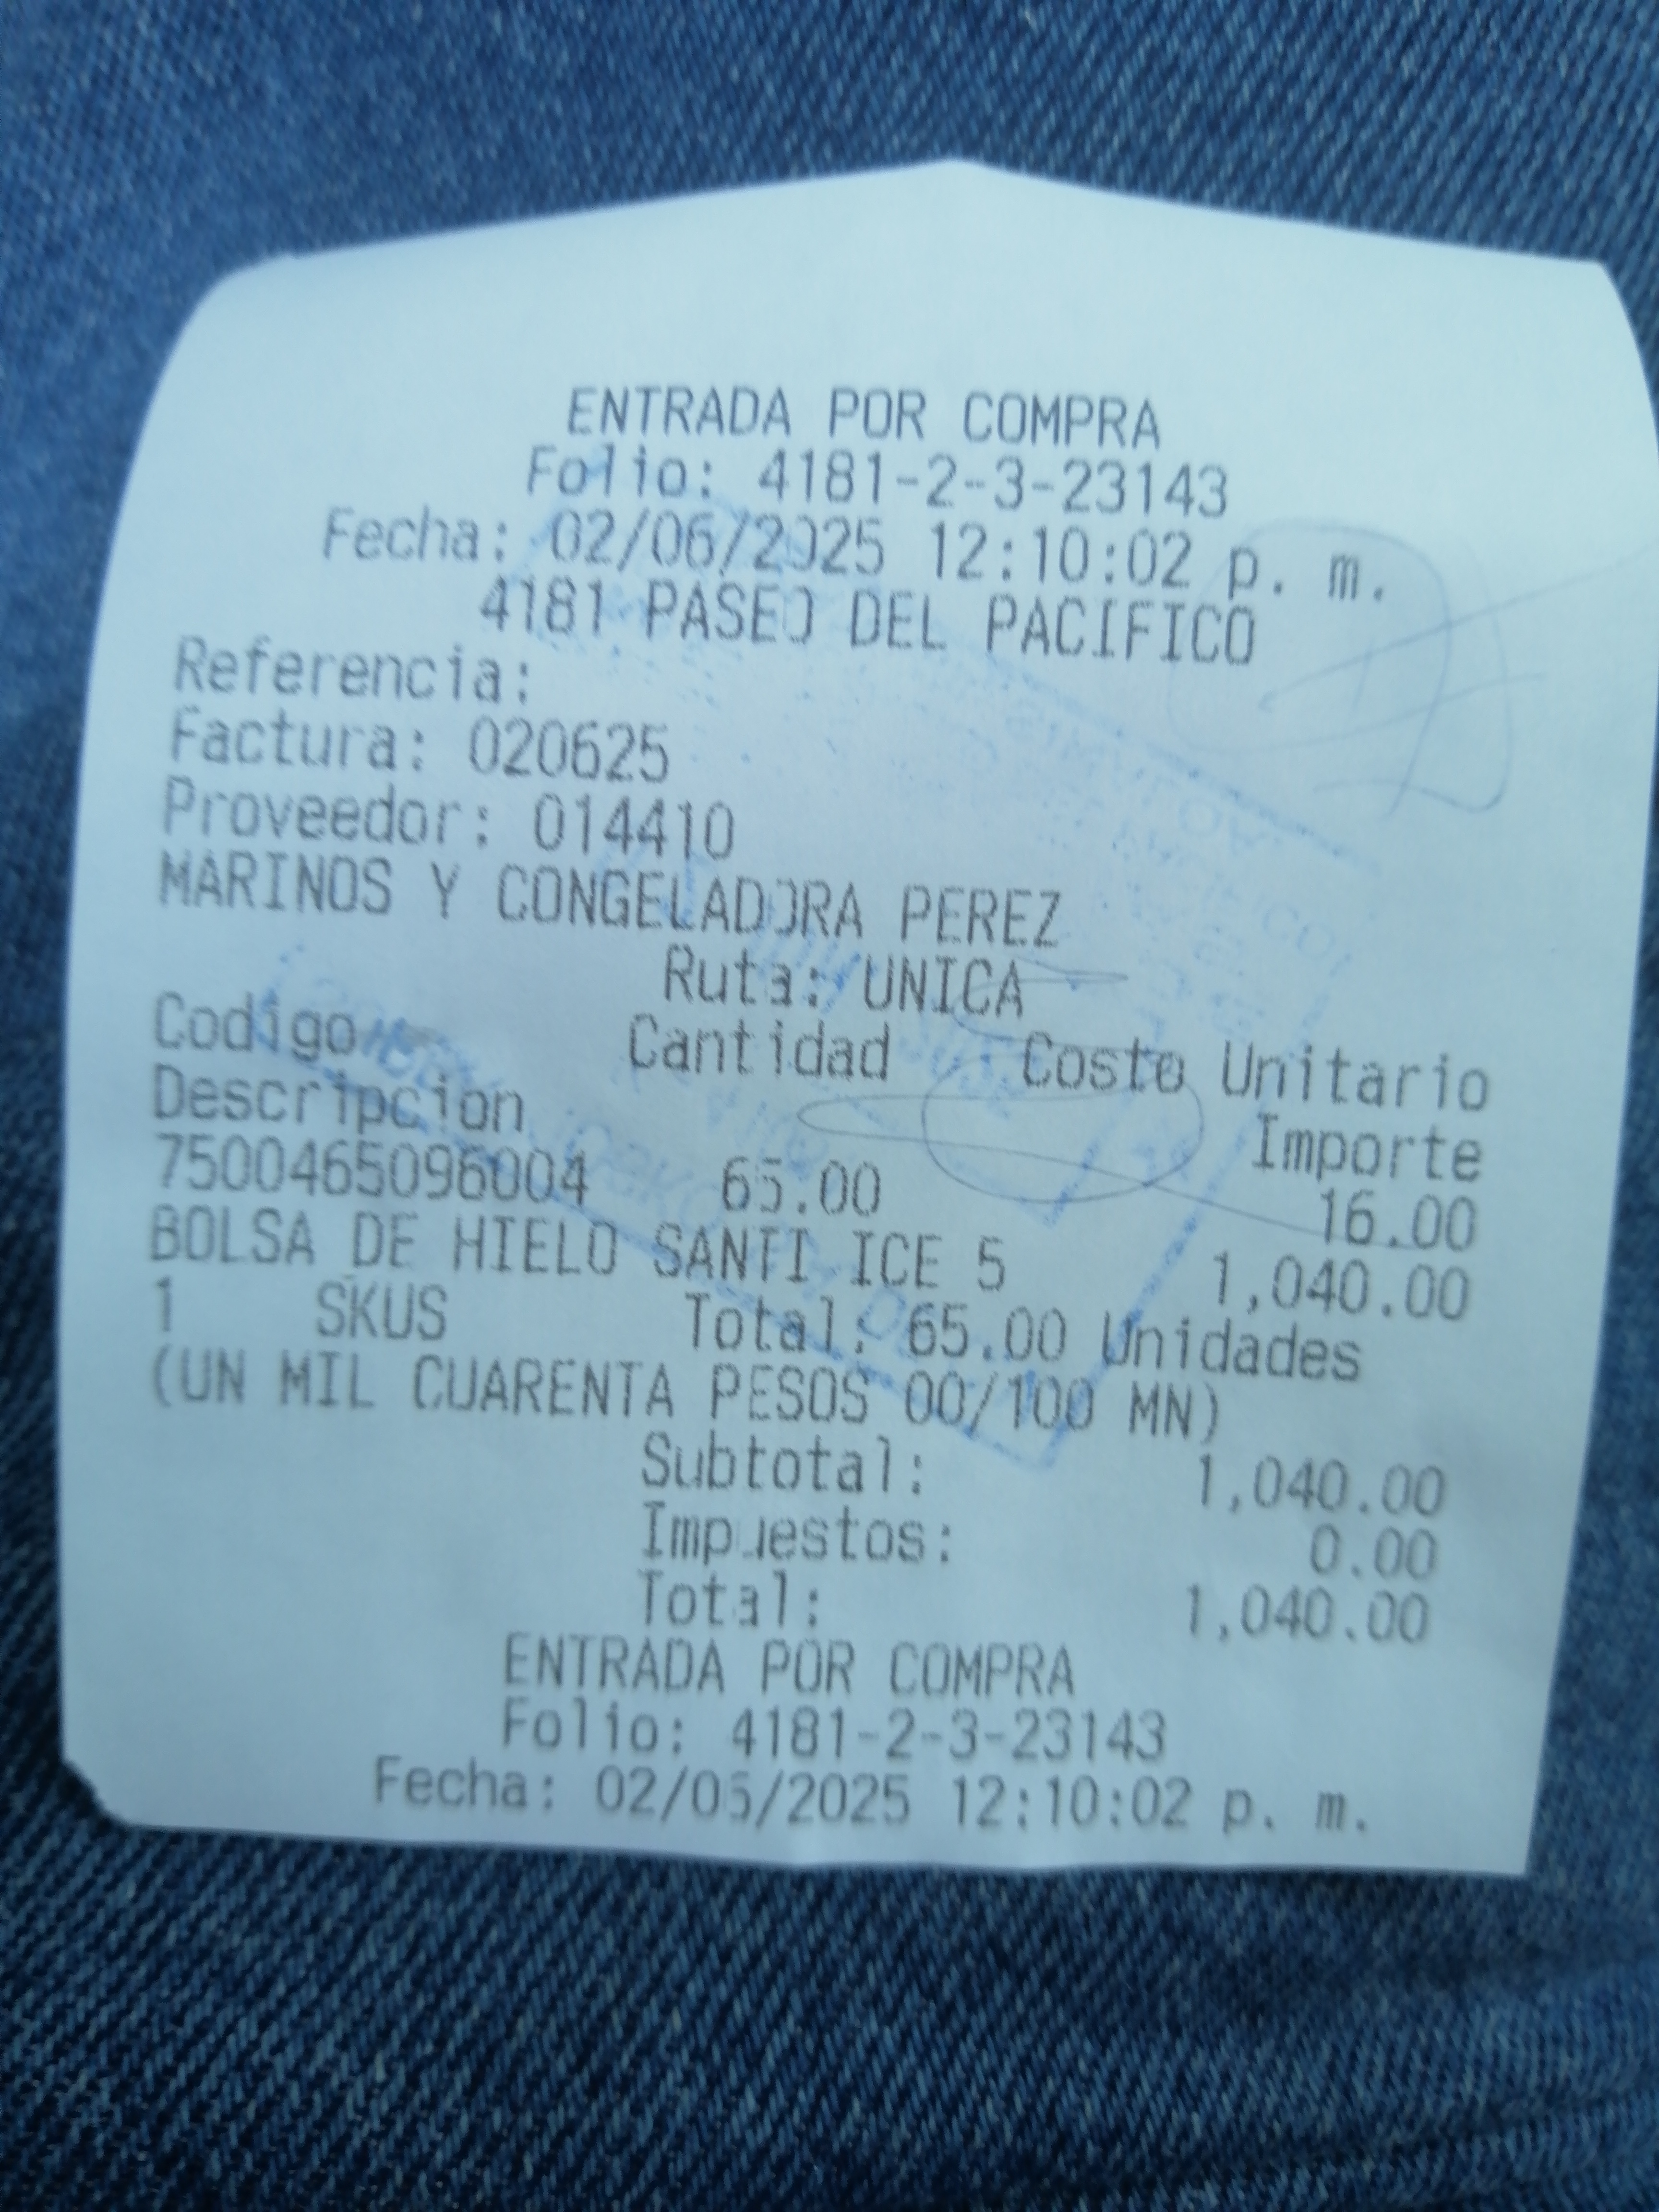 ENTRADA POR COMPRA
Folio: 4181-2-3-23143
Fecha: 02/06/2025 12:10:02 p. m.
4181 PASEO DEL PACIFICO
Referencia:
Factura: 020625
Proveedor: 014410
MARINOS Y CONGELADORA PEREZ
Ruta: UNICA
Codigo Cantidad Costo Unitario
Descripcion Importe
7500465096004 65.00 16.00
BOLSA DE HIELO SANTI ICE 5 1,040.00
1 SKUS Total: 65.00 Unidades
(UN MIL CUARENTA PESOS 00/100 MN)
Subtotal: 1,040.00
Impuestos: 0.00
Total: 1,040.00
ENTRADA POR COMPRA
Folio: 4181-2-3-23143
Fecha: 02/06/2025 12:10:02 p. m.